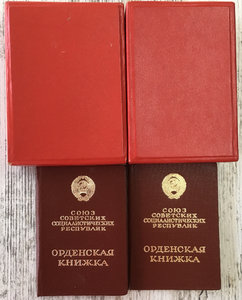 СОЮЗ
СОВЕТСКИХ
СОЦИАЛИСТИЧЕСКИХ
РЕСПУБЛИК
ОРДЕНСКАЯ
КНИЖКА
СОЮЗ
СОВЕТСКИХ
СОЦИАЛИСТИЧЕСКИХ
РЕСПУБЛИК
ОРДЕНСКАЯ
КНИЖКА